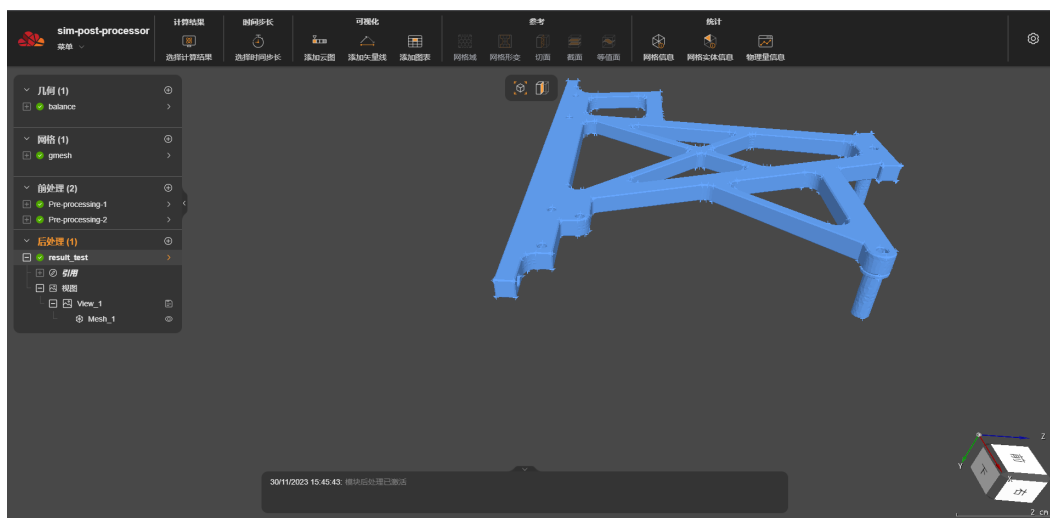 sim-post-processor
菜单
计算结果
选择计算结果
时间步长
选择时间步长
可视化
添加云图 添加矢量线 添加图表
参考
网格域 网格形变 切面 截面 等值面
统计
网格信息 网格实体信息 物理量信息
几何 (1)
balance
网格 (1)
gmesh
前处理 (2)
Pre-processing-1
Pre-processing-2
后处理 (1)
result_test
引用
视图
View_1
Mesh_1
30/11/2023 15:45:43: 模块后处理已激活
Z
Y
X
前
下
左
2 cm